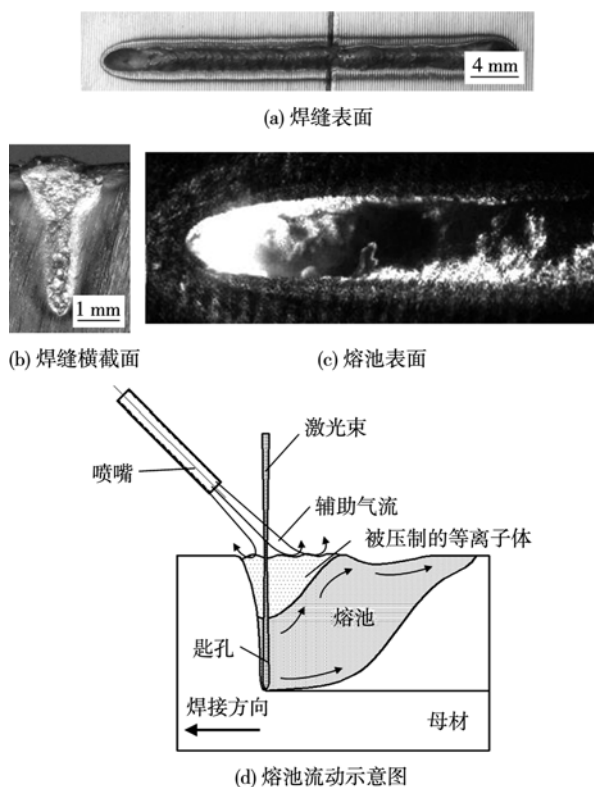 4 mm
(a) 焊缝表面
1 mm
(b) 焊缝横截面
(c) 熔池表面
激光束
喷嘴
辅助气流
被压制的等离子体
熔池
匙孔
焊接方向
母材
(d) 熔池流动示意图